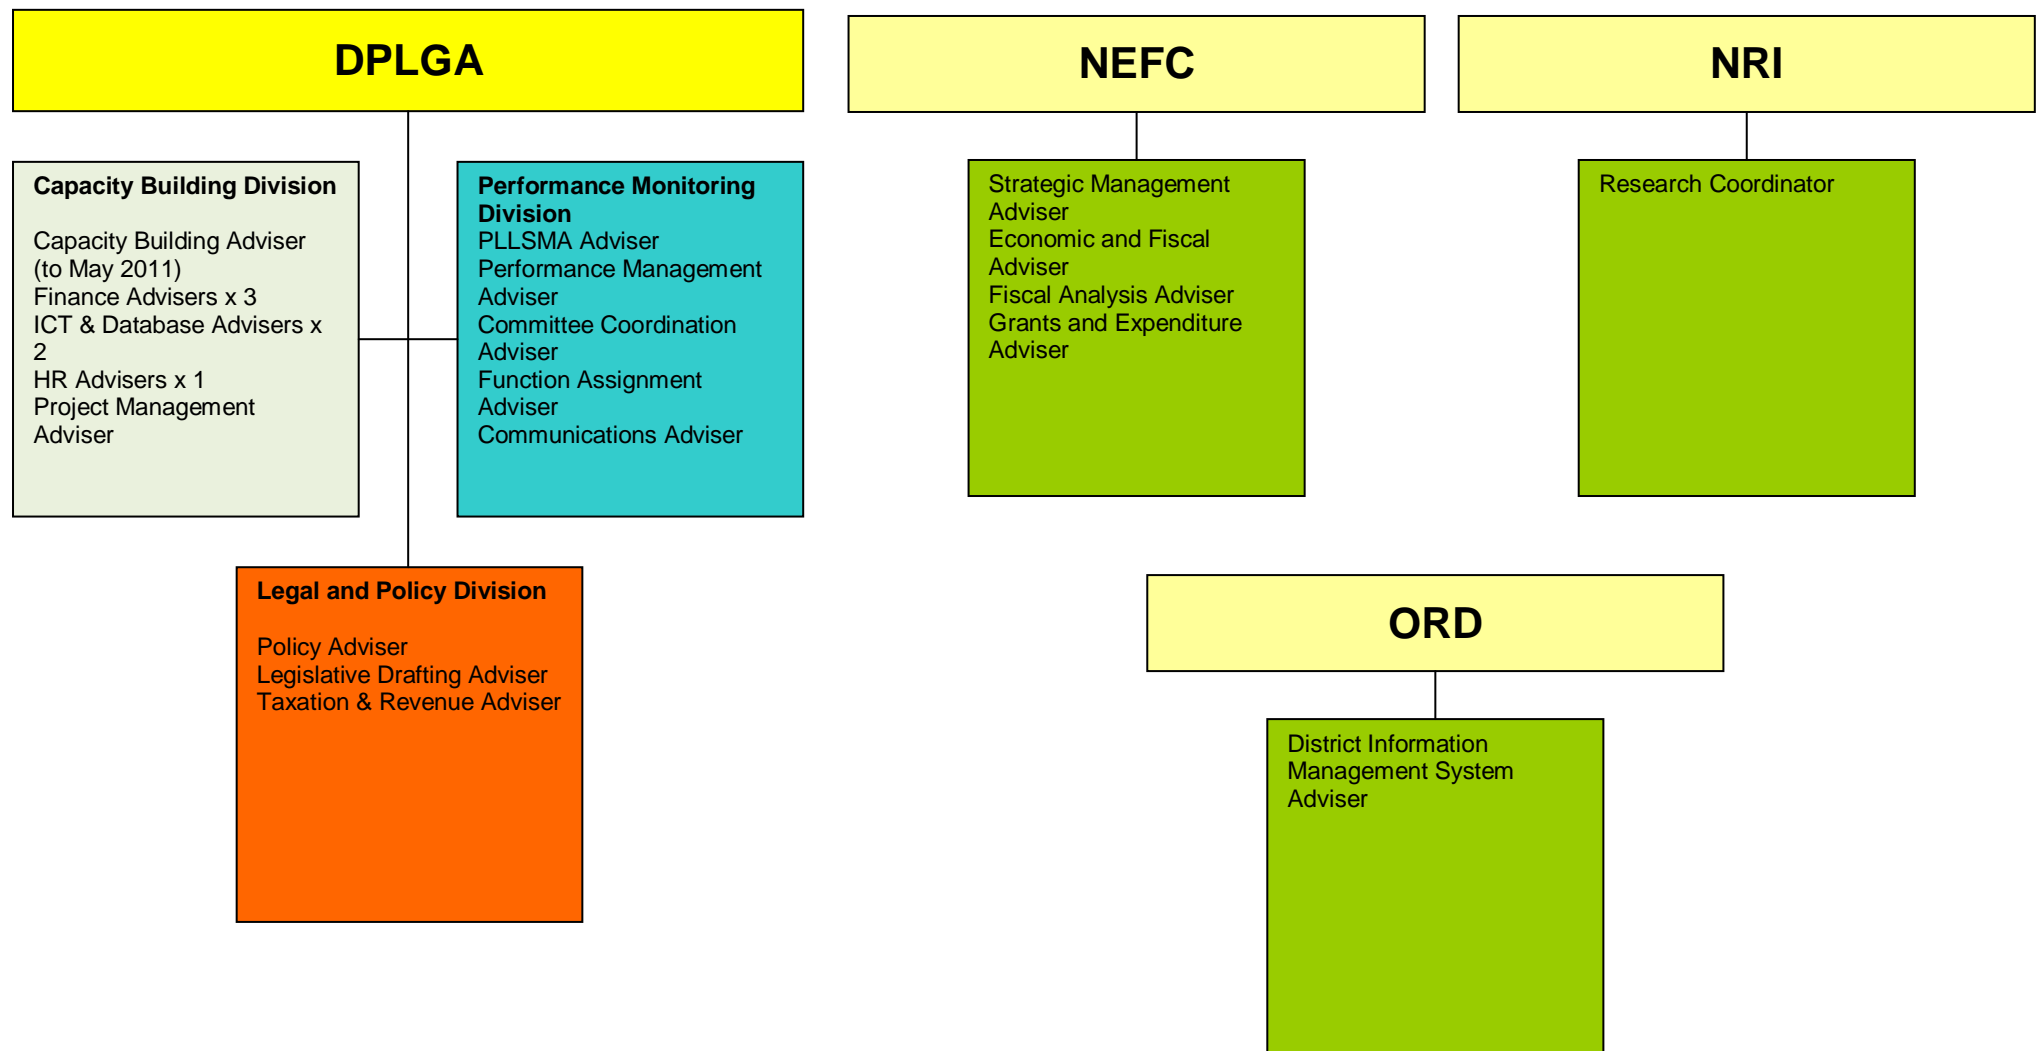 DPLGA
Capacity Building Division
Capacity Building Adviser
(to May 2011)
Finance Advisers x 3
ICT & Database Advisers x
2
HR Advisers x 1
Project Management
Adviser
Performance Monitoring
Division
PLLSMA Adviser
Performance Management
Adviser
Committee Coordination
Adviser
Function Assignment
Adviser
Communications Adviser
Legal and Policy Division
Policy Adviser
Legislative Drafting Adviser
Taxation & Revenue Adviser
NEFC
Strategic Management
Adviser
Economic and Fiscal
Adviser
Fiscal Analysis Adviser
Grants and Expenditure
Adviser
NRI
Research Coordinator
ORD
District Information
Management System
Adviser